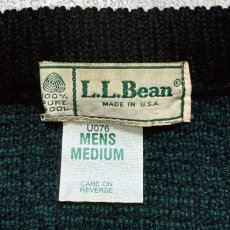 100%
PURE
WOOL
L.L.Bean®
MADE IN U.S.A
U076
MENS
MEDIUM
CARE ON
REVERSE